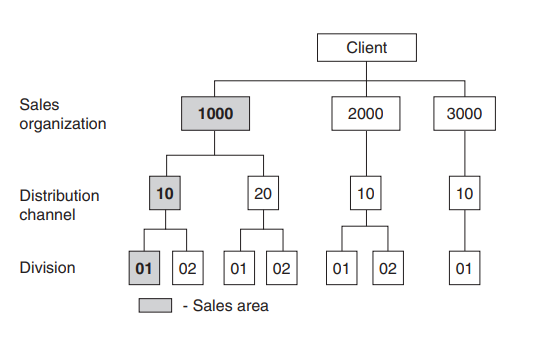 Client
Sales
organization
1000
2000
3000
Distribution
channel
10
20
10
10
Division
01
02
01
02
01
02
01
- Sales area